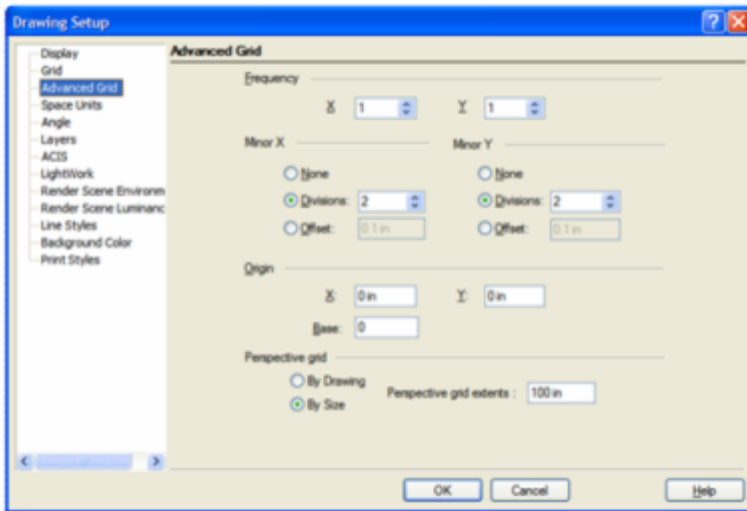 Drawing Setup
Display
Grid
Advanced Grid
Space Units
Angle
Layers
ACIS
LightWork
Render Scene Environm
Render Scene Luminanc
Line Styles
Background Color
Print Styles
Advanced Grid
Frequency
X 1 Y 1
Minor X Minor Y
None None
Divisions: 2 Divisions: 2
Offset: 0.1 in Offset: 0.1 in
Origin
X: 0 in Y: 0 in
Base: 0
Perspective grid
By Drawing
By Size Perspective grid extents : 100 in
OK Cancel Help